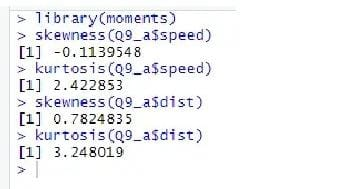 > library(moments)
> skewness(Q9_a$speed)
[1] -0.1139548
> kurtosis(Q9_a$speed)
[1] 2.422853
> skewness(Q9_a$dist)
[1] 0.7824835
> kurtosis(Q9_a$dist)
[1] 3.248019
>